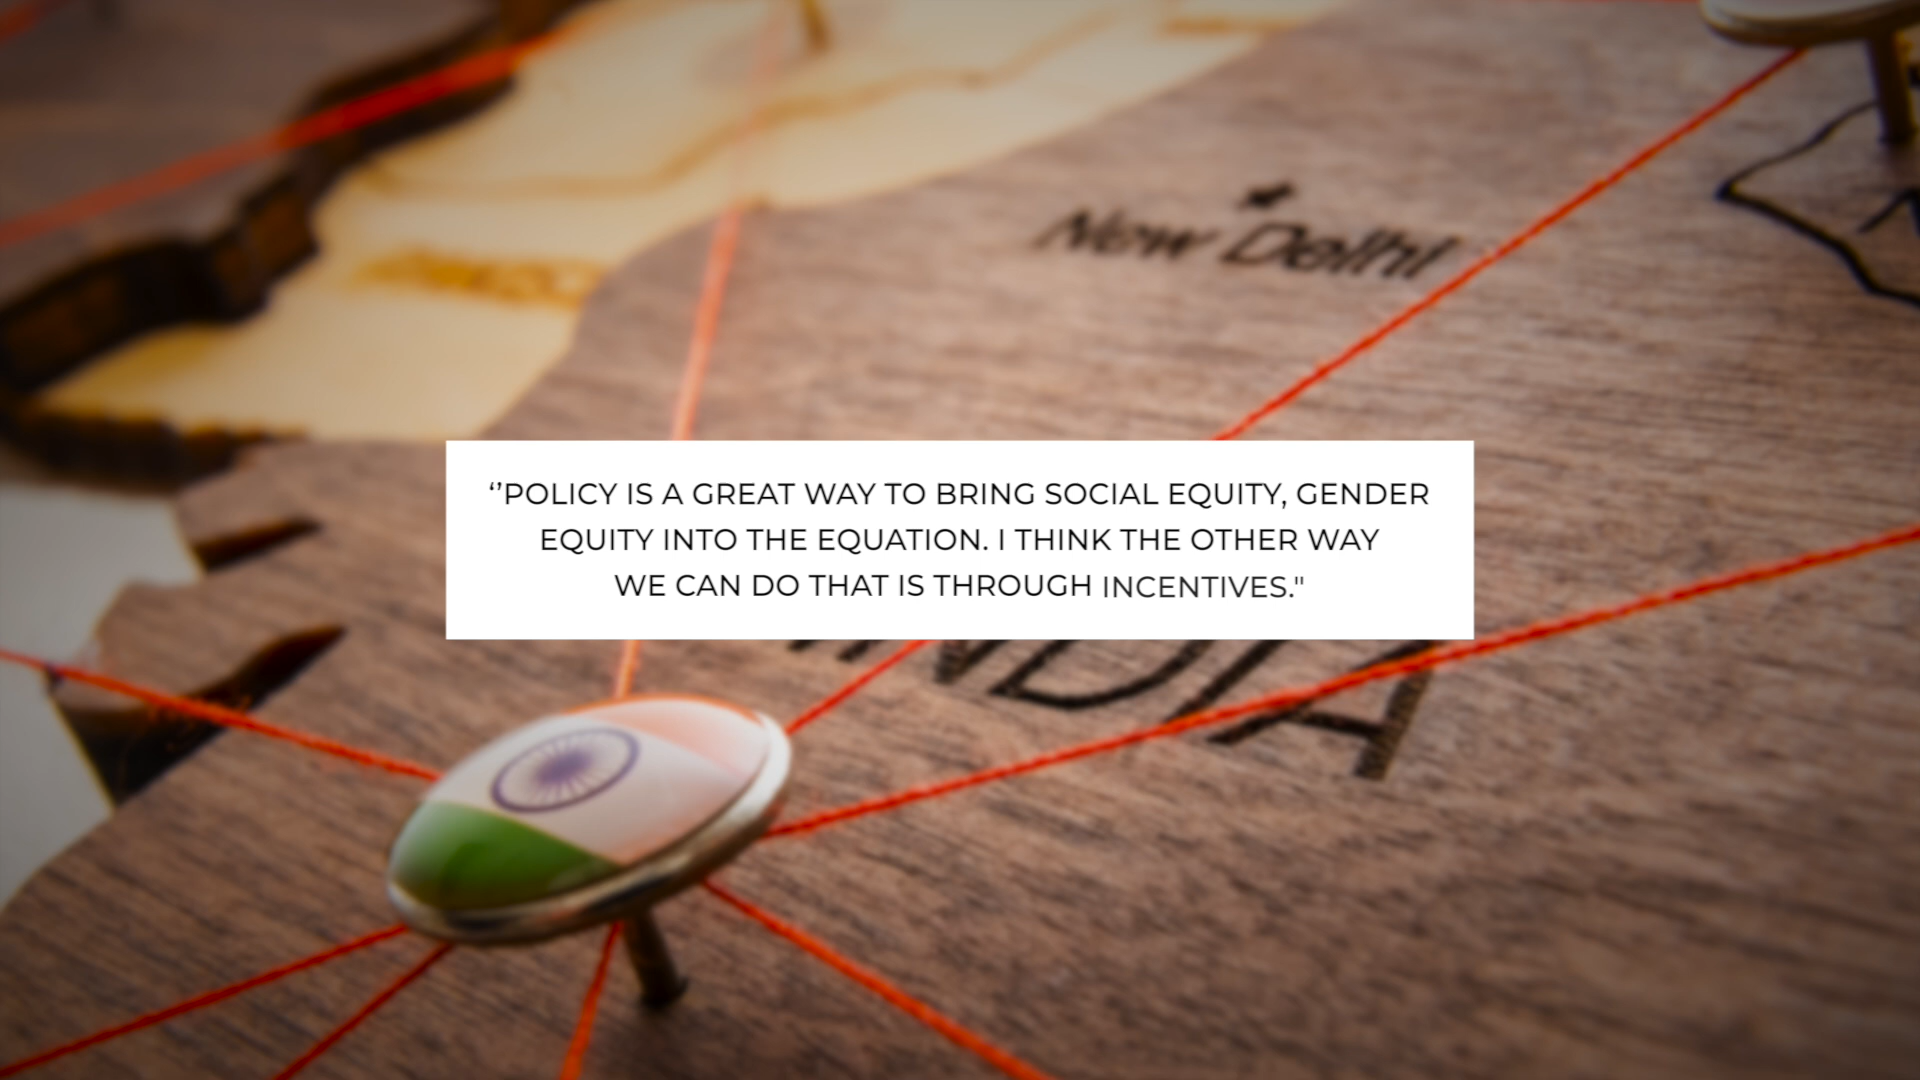 New Delhi
‘’POLICY IS A GREAT WAY TO BRING SOCIAL EQUITY, GENDER
EQUITY INTO THE EQUATION. I THINK THE OTHER WAY
WE CAN DO THAT IS THROUGH INCENTIVES."
INDIA